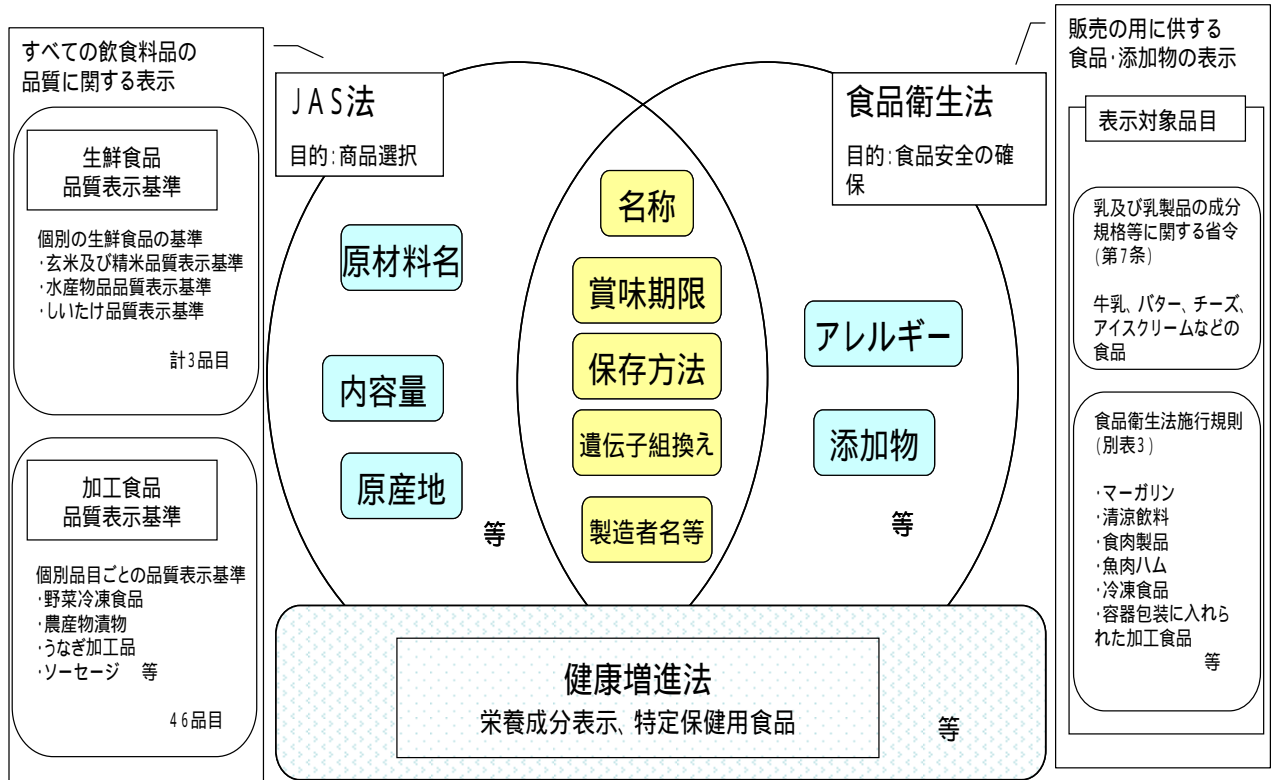 すべての飲食料品の
品質に関する表示
生鮮食品
品質表示基準
個別の生鮮食品の基準
・玄米及び精米品質表示基準
・水産物品品質表示基準
・しいたけ品質表示基準
計3品目
加工食品
品質表示基準
個別品目ごとの品質表示基準
・野菜冷凍食品
・農産物漬物
・うなぎ加工品
・ソーセージ 等
46品目
JAS法
目的:商品選択
原材料名
内容量
原産地
等
名称
賞味期限
保存方法
遺伝子組換え
製造者名等
食品衛生法
目的:食品安全の確
保
アレルギー
添加物
等
健康増進法
栄養成分表示、特定保健用食品
等
販売の用に供する
食品・添加物の表示
表示対象品目
乳及び乳製品の成分
規格等に関する省令
(第7条)
牛乳、バター、チーズ、
アイスクリームなどの
食品
食品衛生法施行規則
(別表3)
・マーガリン
・清涼飲料
・食肉製品
・魚肉ハム
・冷凍食品
・容器包装に入れら
れた加工食品
等